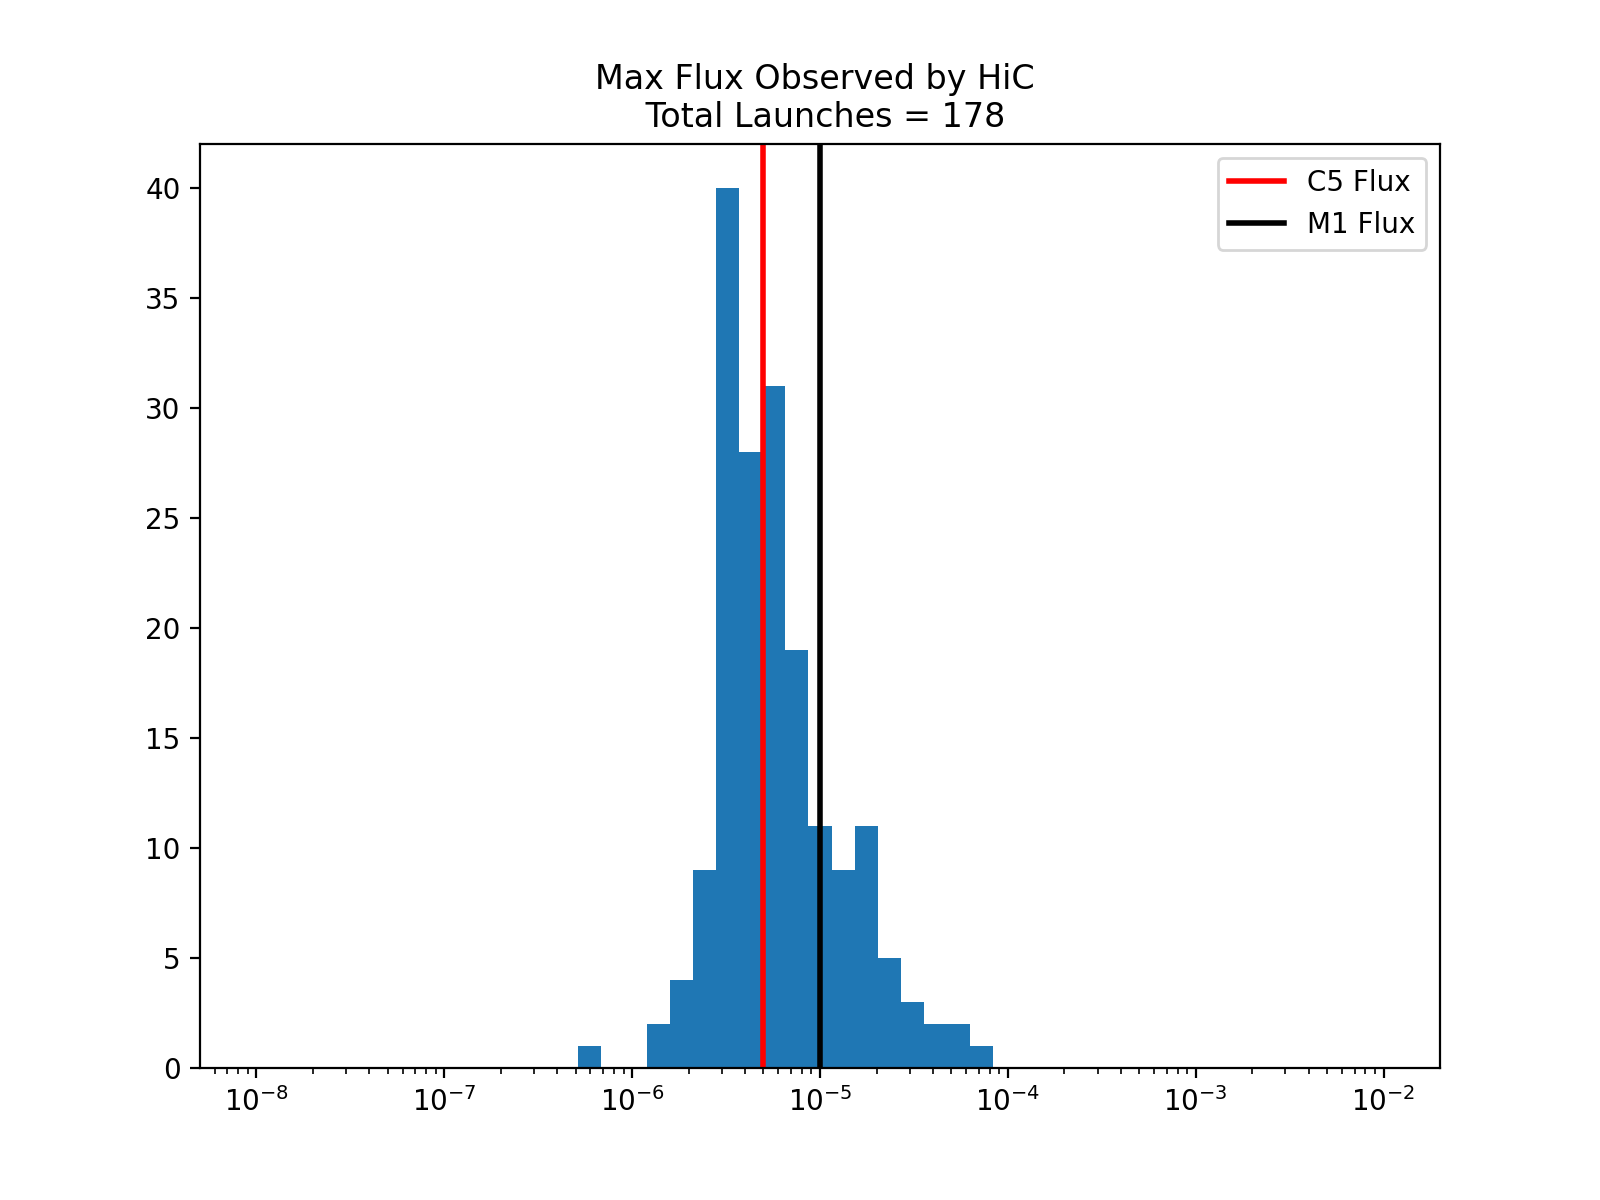 Max Flux Observed by HiC
Total Launches = 178
C5 Flux
M1 Flux
40
35
30
25
20
15
10
5
0
10⁻⁸ 10⁻⁷ 10⁻⁶ 10⁻⁵ 10⁻⁴ 10⁻³ 10⁻²